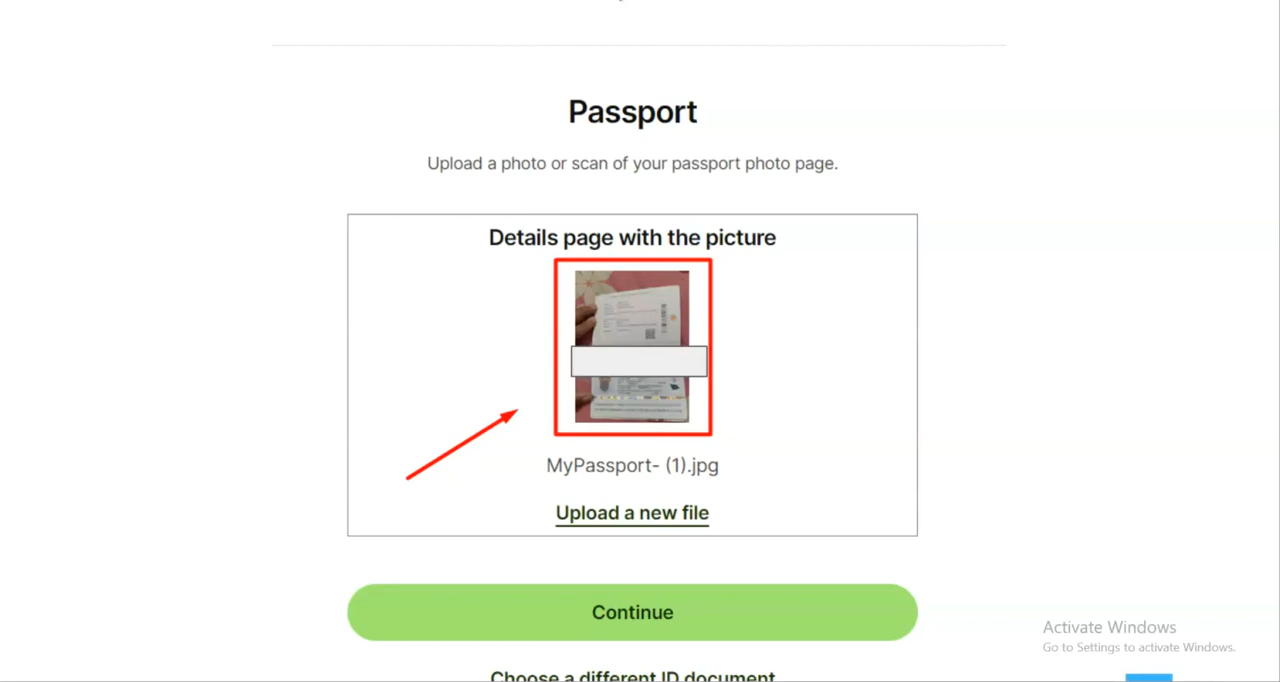 Passport
Upload a photo or scan of your passport photo page.
Details page with the picture
MyPassport- (1).jpg
Upload a new file
Continue
Activate Windows
Go to Settings to activate Windows.
Choose a different ID document